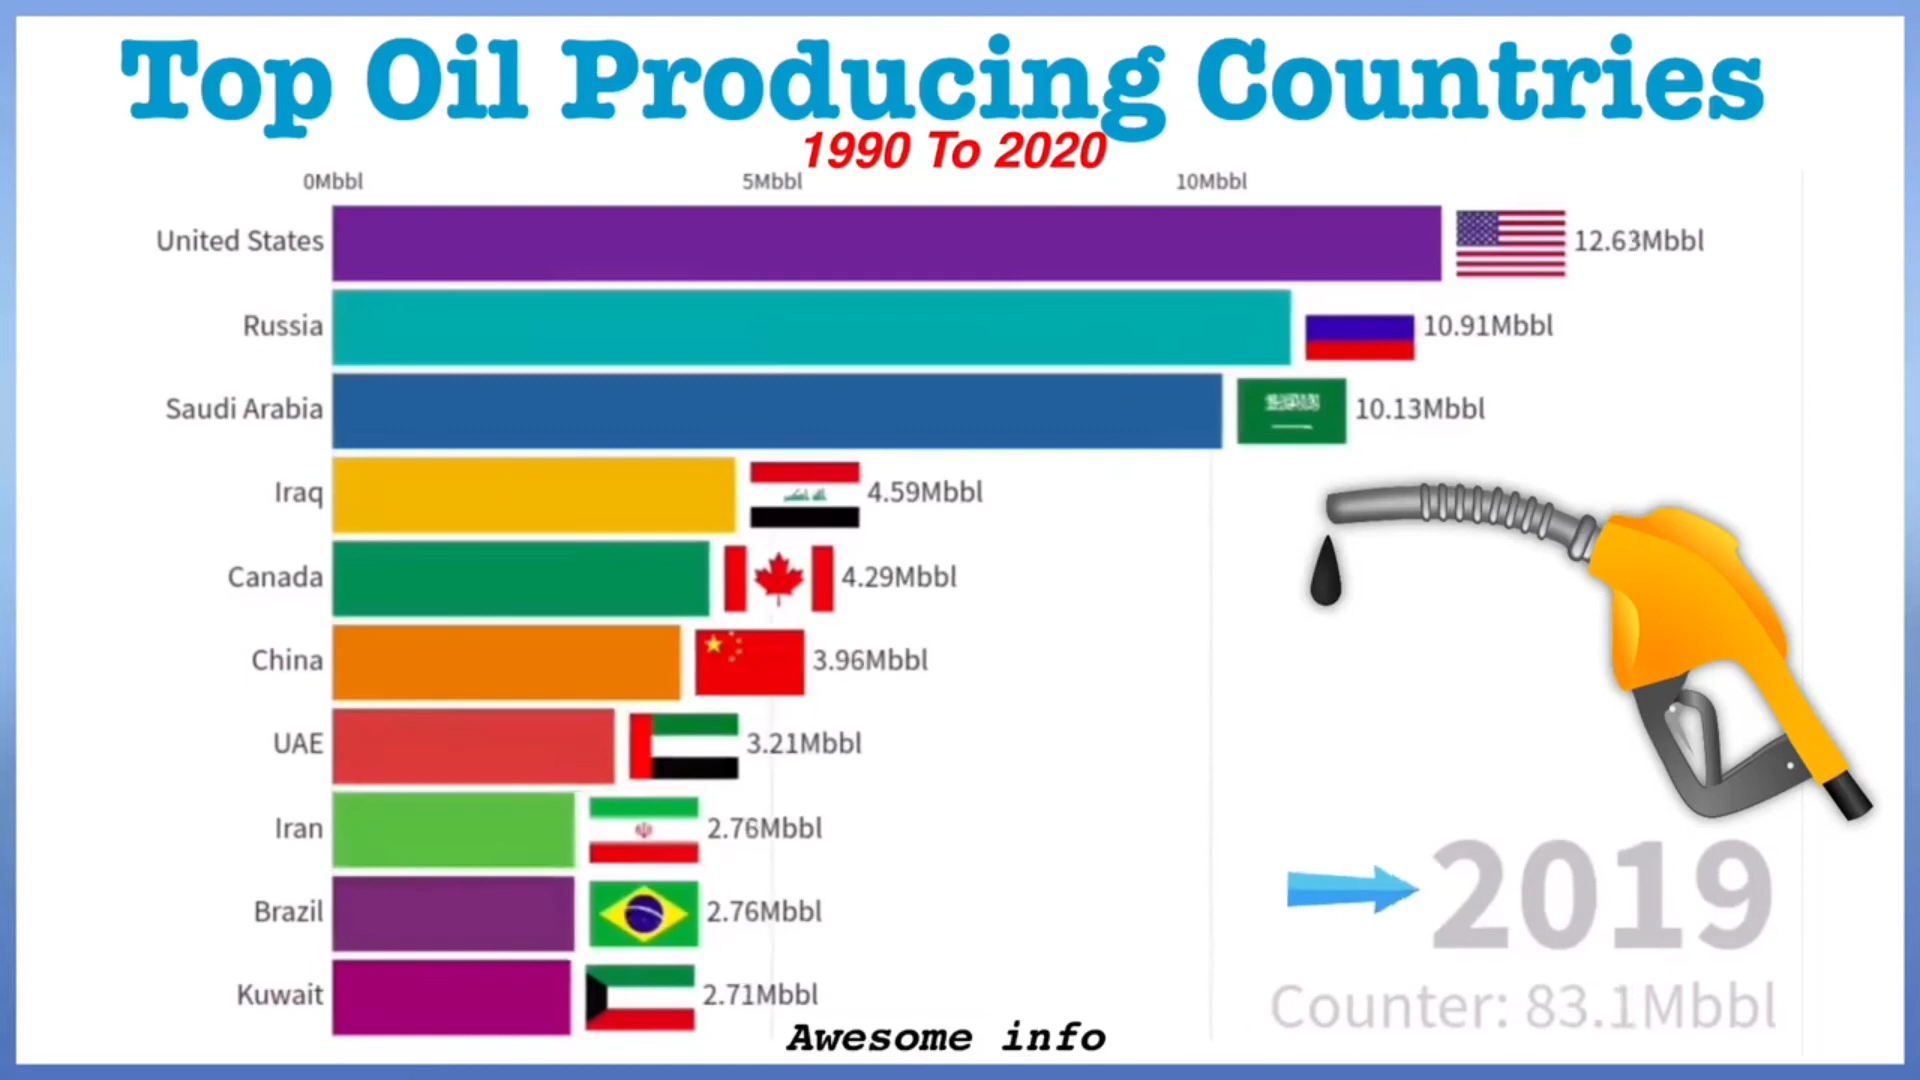 Top Oil Producing Countries
1990 To 2020
0Mbbl 5Mbbl 10Mbbl
United States 12.63Mbbl
Russia 10.91Mbbl
Saudi Arabia 10.13Mbbl
Iraq 4.59Mbbl
Canada 4.29Mbbl
China 3.96Mbbl
UAE 3.21Mbbl
Iran 2.76Mbbl
Brazil 2.76Mbbl
Kuwait 2.71Mbbl
2019
Counter: 83.1Mbbl
Awesome info